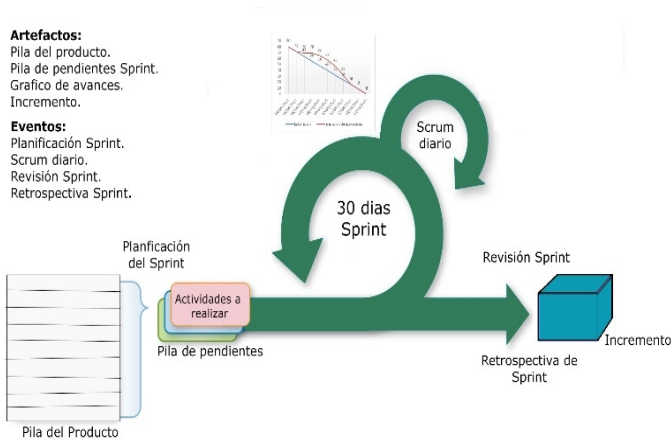 Artefactos:
Pila del producto.
Pila de pendientes Sprint.
Grafico de avances.
Incremento.
Eventos:
Planificación Sprint.
Scrum diario.
Revisión Sprint.
Retrospectiva Sprint.
Scrum
diario
30 dias
Sprint
Planficación
del Sprint
Revisión Sprint
Actividades a
realizar
Pila de pendientes
Incremento
Retrospectiva de
Sprint
Pila del Producto